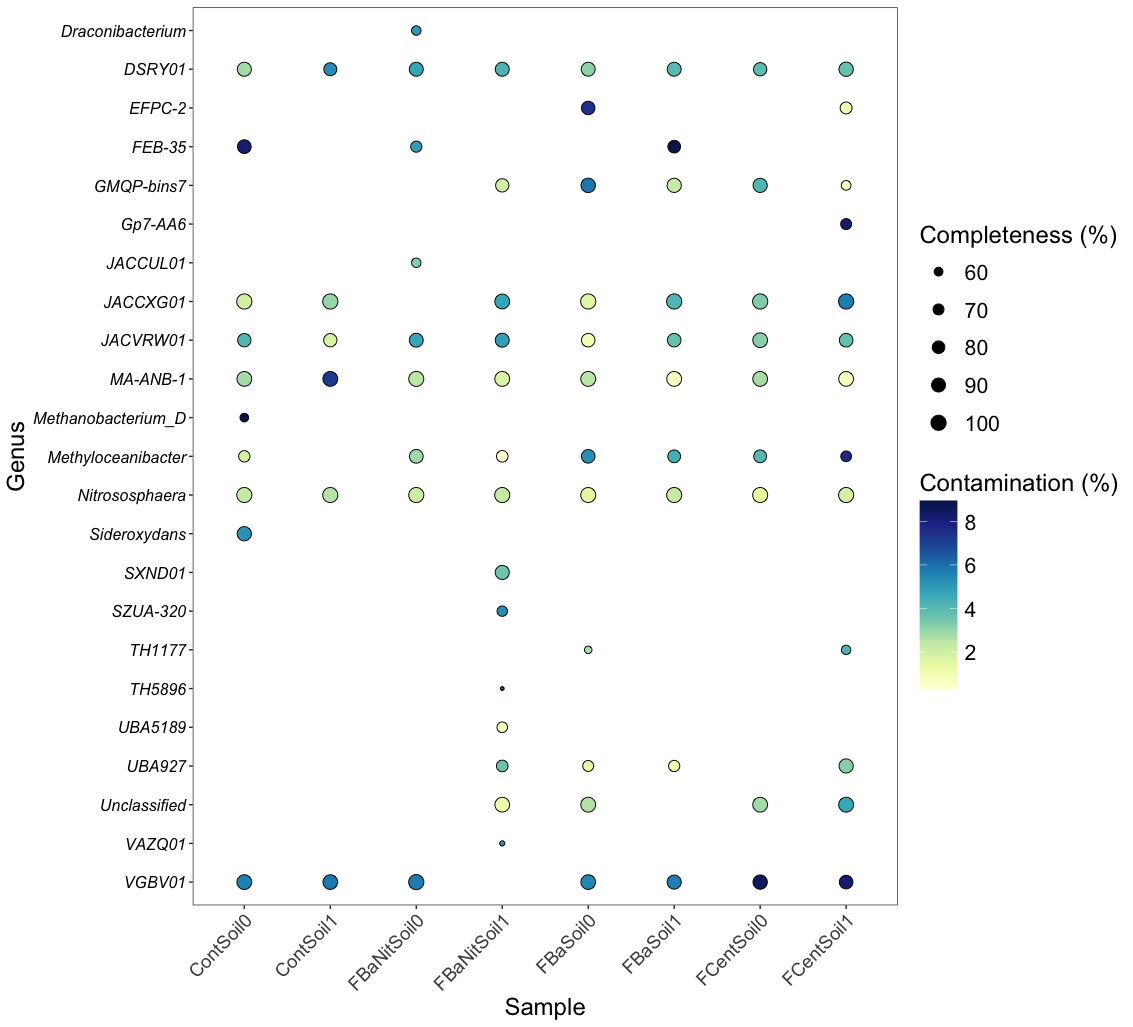 Genus
Draconibacterium
DSRY01
EFPC-2
FEB-35
GMQP-bins7
Gp7-AA6
JACCUL01
JACCXG01
JACVRW01
MA-ANB-1
Methanobacterium_D
Methyloceanibacter
Nitrososphaera
Sideroxydans
SXND01
SZUA-320
TH1177
TH5896
UBA5189
UBA927
Unclassified
VAZQ01
VGBV01
ContSoil0
ContSoil1
FBaNitSoil0
FBaNitSoil1
FBaSoil0
FBaSoil1
FCentSoil0
FCentSoil1
Sample
Completeness (%)
60
70
80
90
100
Contamination (%)
8
6
4
2